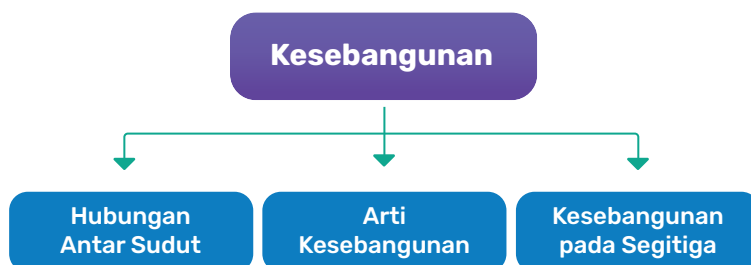 Kesebangunan
Hubungan
Antar Sudut
Arti
Kesebangunan
Kesebangunan
pada Segitiga